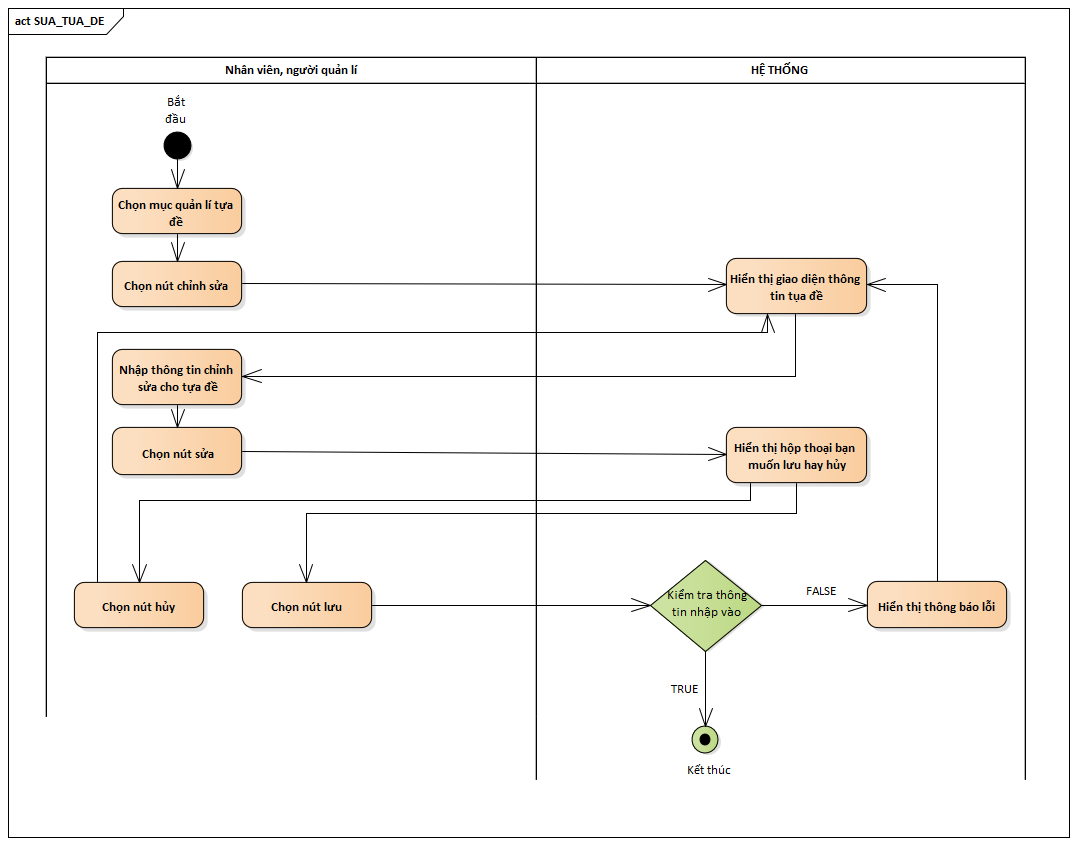 act SUA_TUA_DE
Nhân viên, người quản lí
HỆ THỐNG
Bắt
đầu
Chọn mục quản lí tựa
đề
Chọn nút chỉnh sửa
Hiển thị giao diện thông
tin tụa đề
Nhập thông tin chỉnh
sửa cho tựa đề
Chọn nút sửa
Hiển thị hộp thoại bạn
muốn lưu hay hủy
Chọn nút hủy
Chọn nút lưu
Kiểm tra thông
tin nhập vào
FALSE
Hiển thị thông báo lỗi
TRUE
Kết thúc